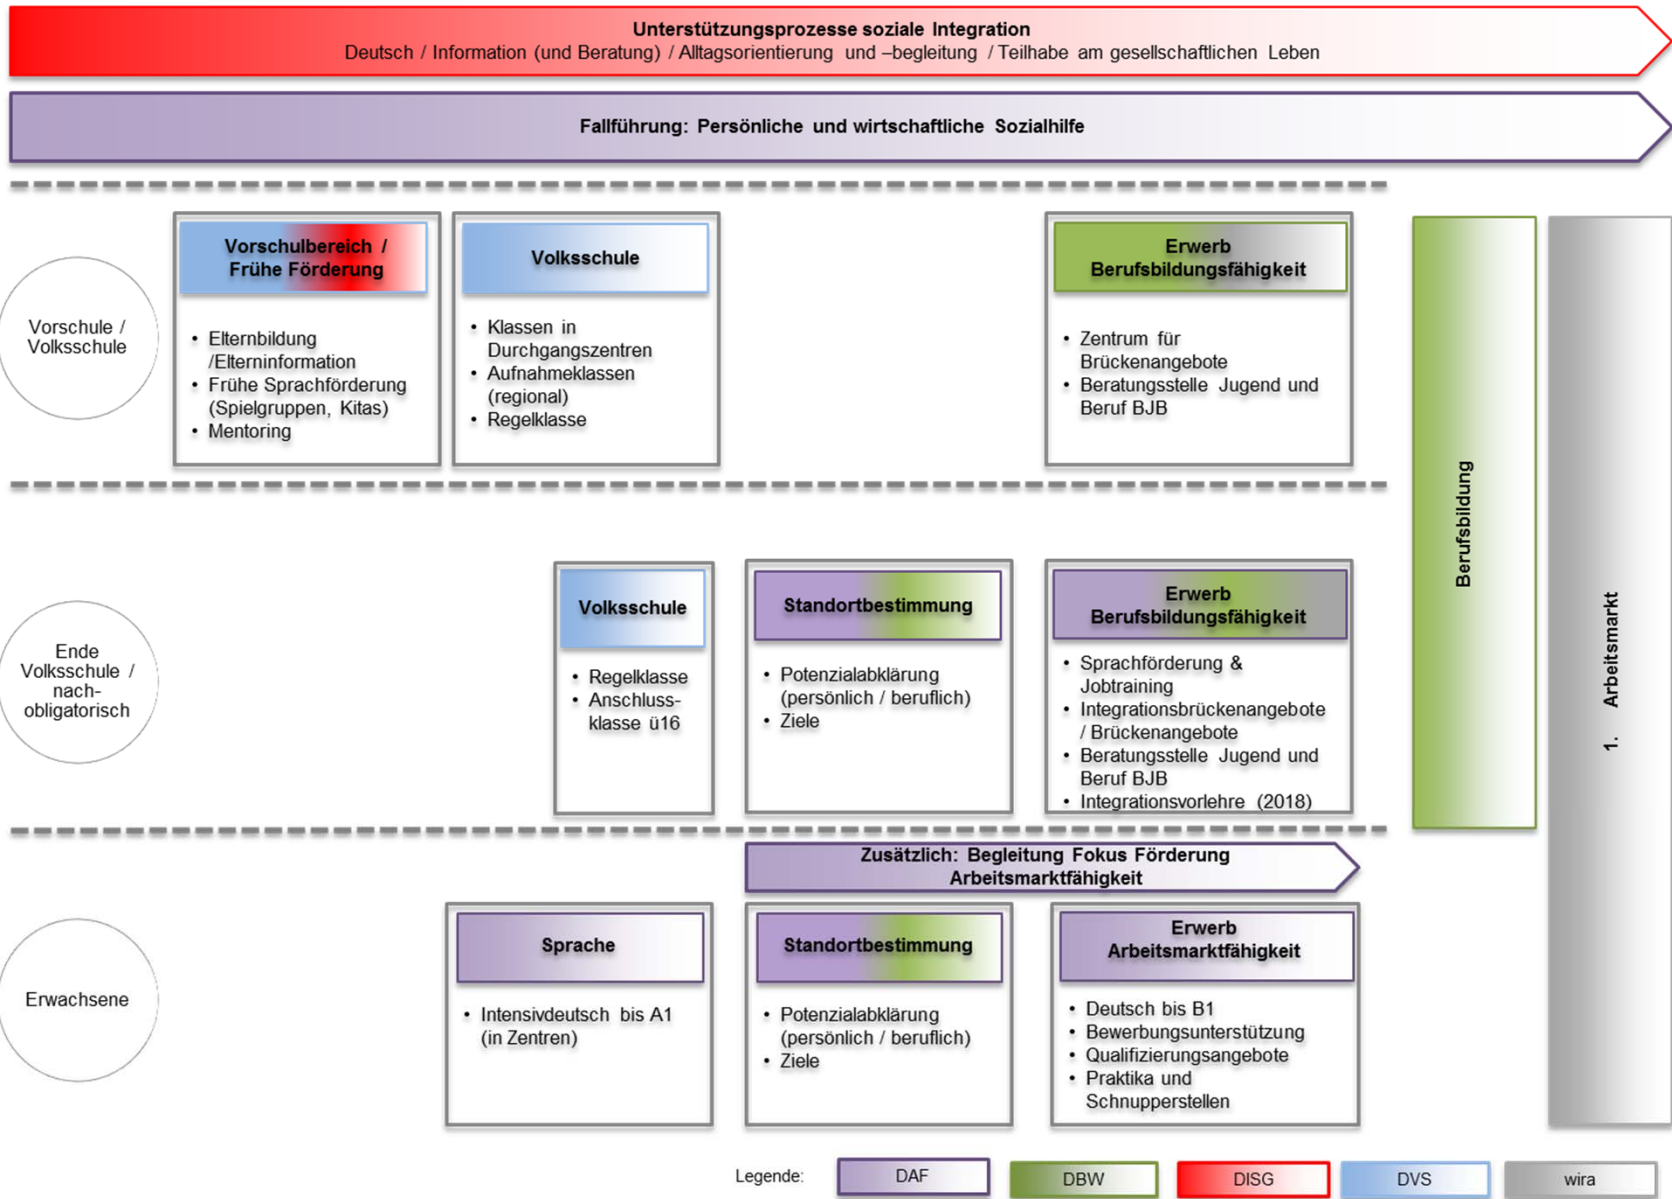 Unterstützungsprozesse soziale Integration
Deutsch / Information (und Beratung) / Alltagsorientierung und –begleitung / Teilhabe am gesellschaftlichen Leben
Fallführung: Persönliche und wirtschaftliche Sozialhilfe
Vorschule /
Volksschule
Vorschulbereich /
Frühe Förderung
• Elternbildung
/Elterninformation
• Frühe Sprachförderung
(Spielgruppen, Kitas)
• Mentoring
Volksschule
• Klassen in
Durchgangszentren
• Aufnahmeklassen
(regional)
• Regelklasse
Erwerb
Berufsbildungsfähigkeit
• Zentrum für
Brückenangebote
• Beratungsstelle Jugend und
Beruf BJB
Berufsbildung
1. Arbeitsmarkt
Ende
Volksschule /
nach-
obligatorisch
Volksschule
• Regelklasse
• Anschluss-
klasse ü16
Standortbestimmung
• Potenzialabklärung
(persönlich / beruflich)
• Ziele
Erwerb
Berufsbildungsfähigkeit
• Sprachförderung &
Jobtraining
• Integrationsbrückenangebote
/ Brückenangebote
• Beratungsstelle Jugend und
Beruf BJB
• Integrationsvorlehre (2018)
Zusätzlich: Begleitung Fokus Förderung
Arbeitsmarktfähigkeit
Erwachsene
Sprache
• Intensivdeutsch bis A1
(in Zentren)
Standortbestimmung
• Potenzialabklärung
(persönlich / beruflich)
• Ziele
Erwerb
Arbeitsmarktfähigkeit
• Deutsch bis B1
• Bewerbungsunterstützung
• Qualifizierungsangebote
• Praktika und
Schnupperstellen
Legende:
DAF
DBW
DISG
DVS
wira